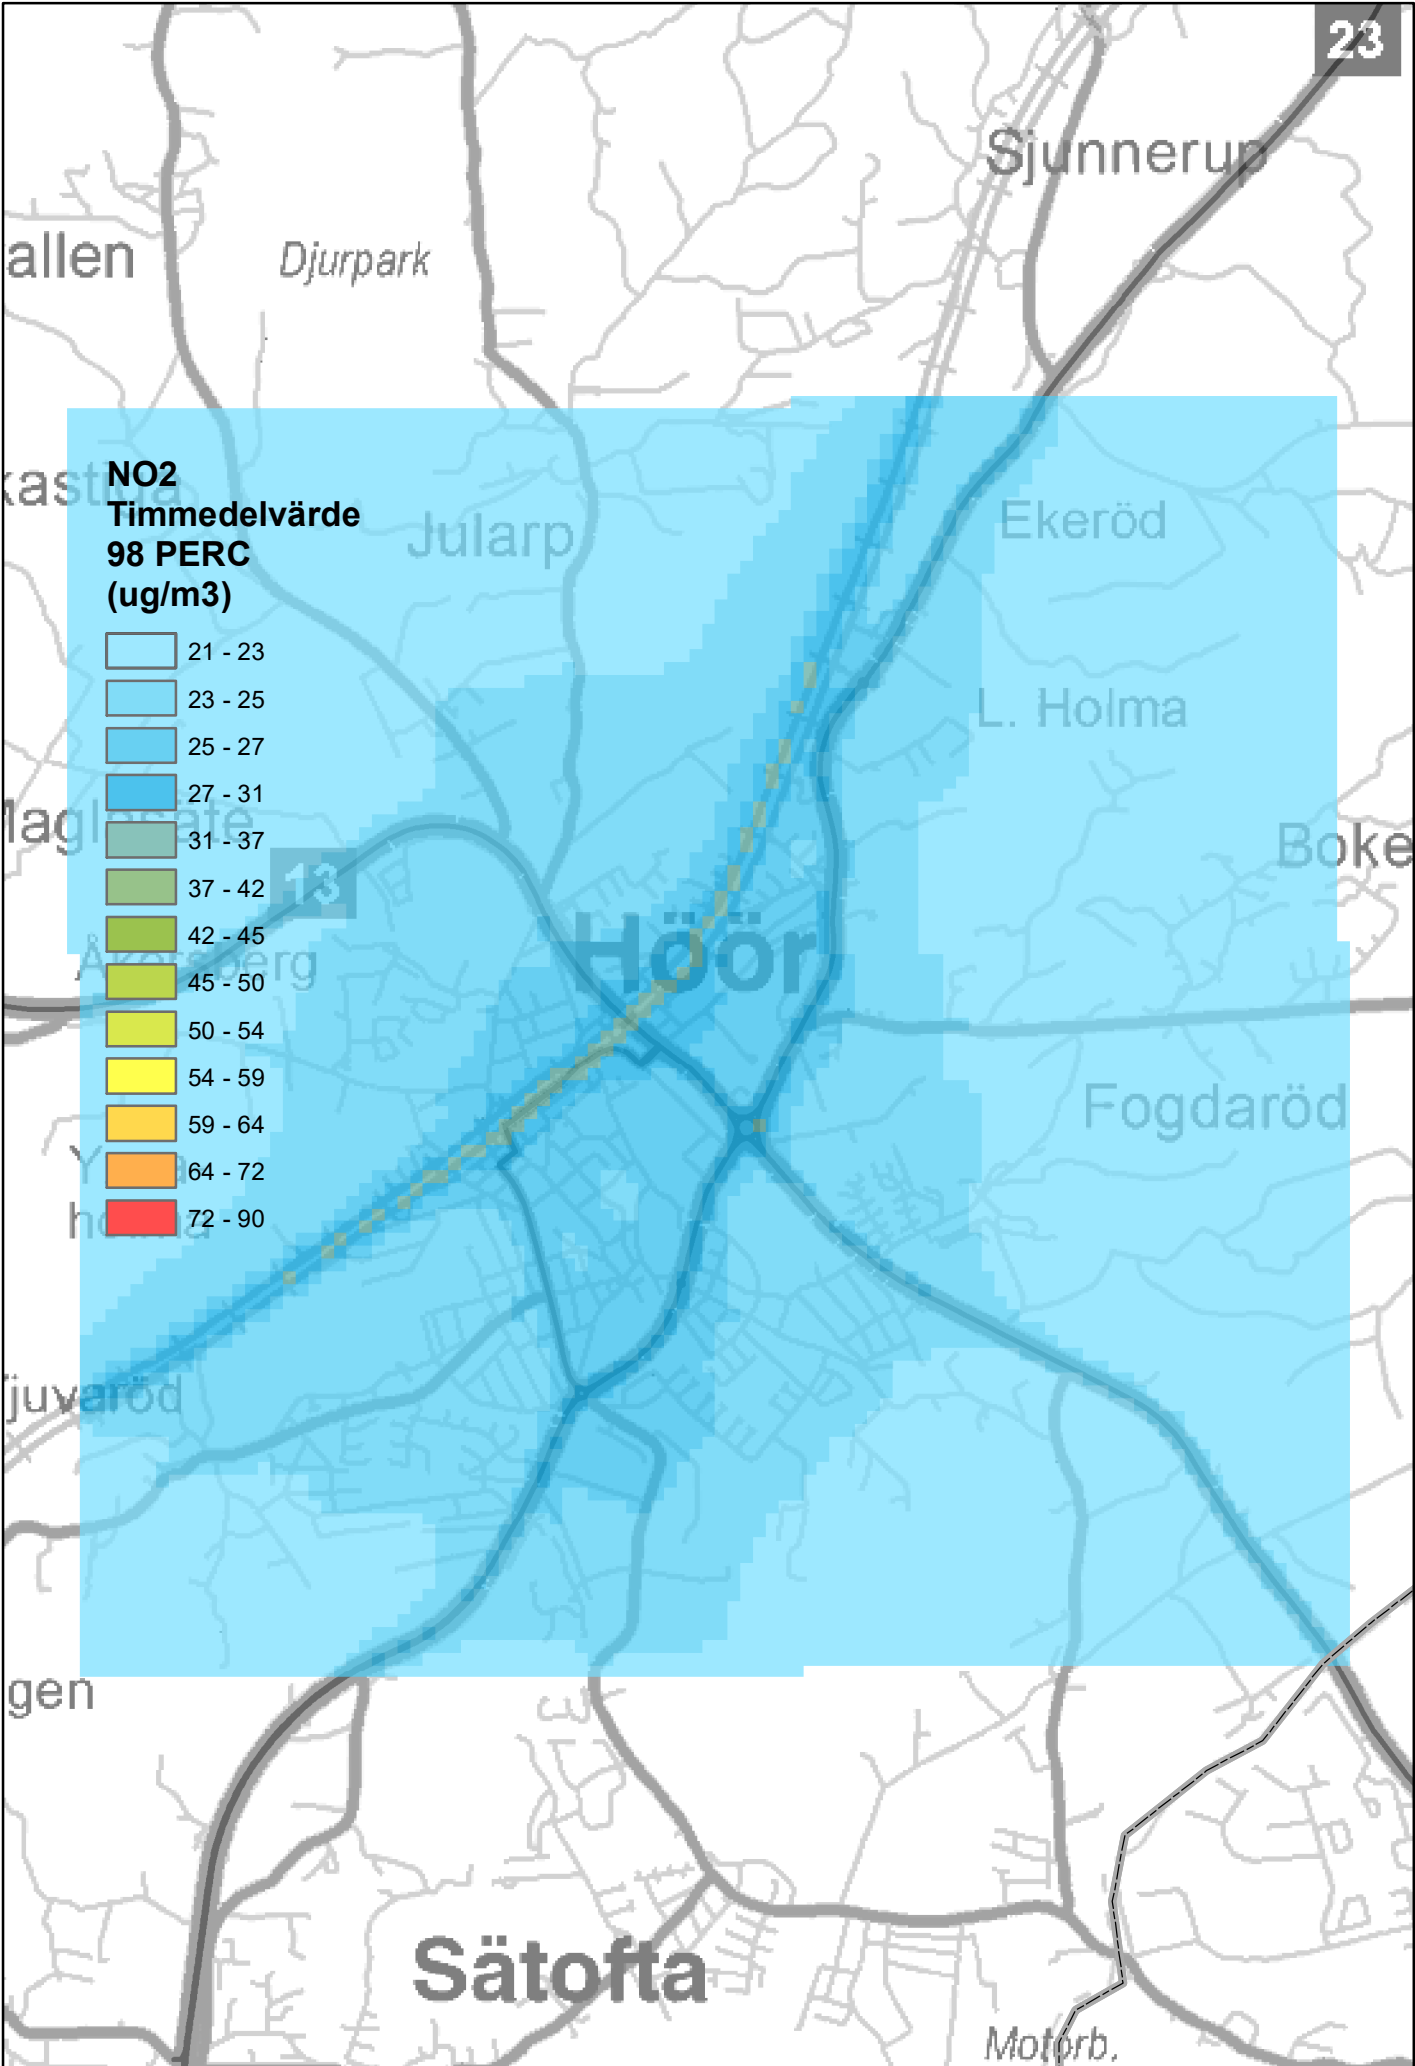 23
Sjunnerup
allen
Djurpark
NO2
Timmedelvärde
98 PERC
(ug/m3)
Jularp
Ekeröd
21 - 23
23 - 25
L. Holma
25 - 27
27 - 31
31 - 37
Boke
13
37 - 42
42 - 45
Höör
Åkersberg
45 - 50
50 - 54
54 - 59
Fogdaröd
59 - 64
64 - 72
72 - 90
juvaröd
gen
Sätofta
Motorb.